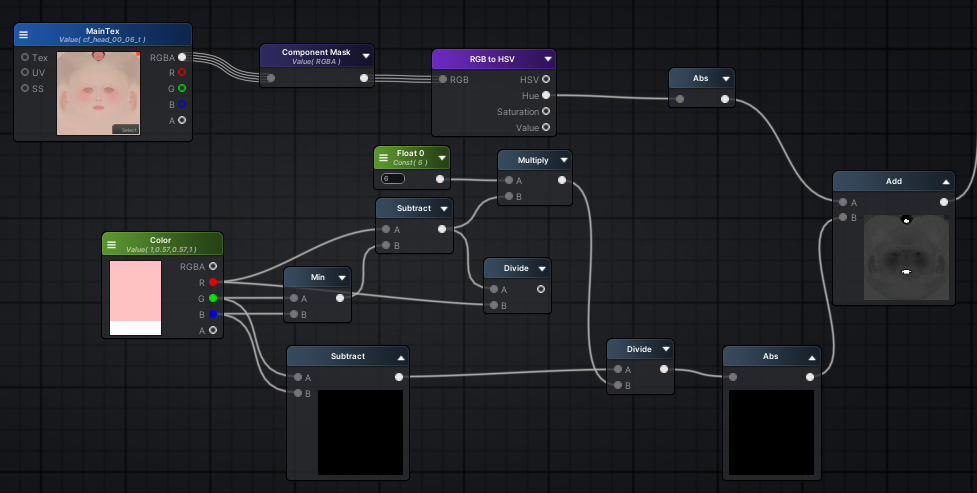 MainTex
Value( cf_head_00_06_t )
Tex
UV
SS
RGBA
R
G
B
A
Select
Component Mask
Value( RGBA )
RGB to HSV
RGB
HSV
Hue
Saturation
Value
Abs
Float 0
Const( 6 )
6
Multiply
A
B
Subtract
A
B
Add
A
B
Color
Value( 1,0.57,0.57,1 )
RGBA
R
G
B
A
Min
A
B
Divide
A
B
Subtract
A
B
Divide
A
B
Abs